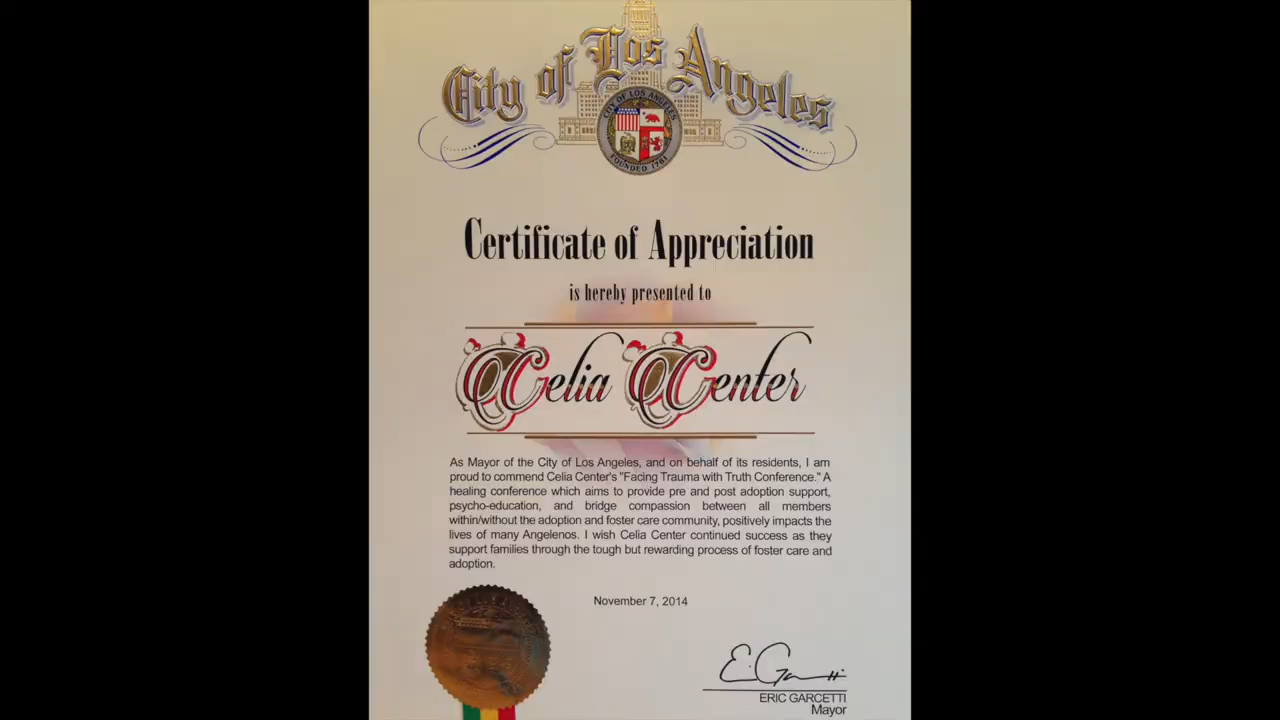 City of Los Angeles
CITY OF LOS ANGELES
FOUNDED 1781
Certificate of Appreciation
is hereby presented to
Celia Center
As Mayor of the City of Los Angeles, and on behalf of its residents, I am
proud to commend Celia Center's "Facing Trauma with Truth Conference." A
healing conference which aims to provide pre and post adoption support,
psycho-education, and bridge compassion between all members
within/without the adoption and foster care community, positively impacts the
lives of many Angelenos. I wish Celia Center continued success as they
support families through the tough but rewarding process of foster care and
adoption.
November 7, 2014
ERIC GARCETTI
Mayor